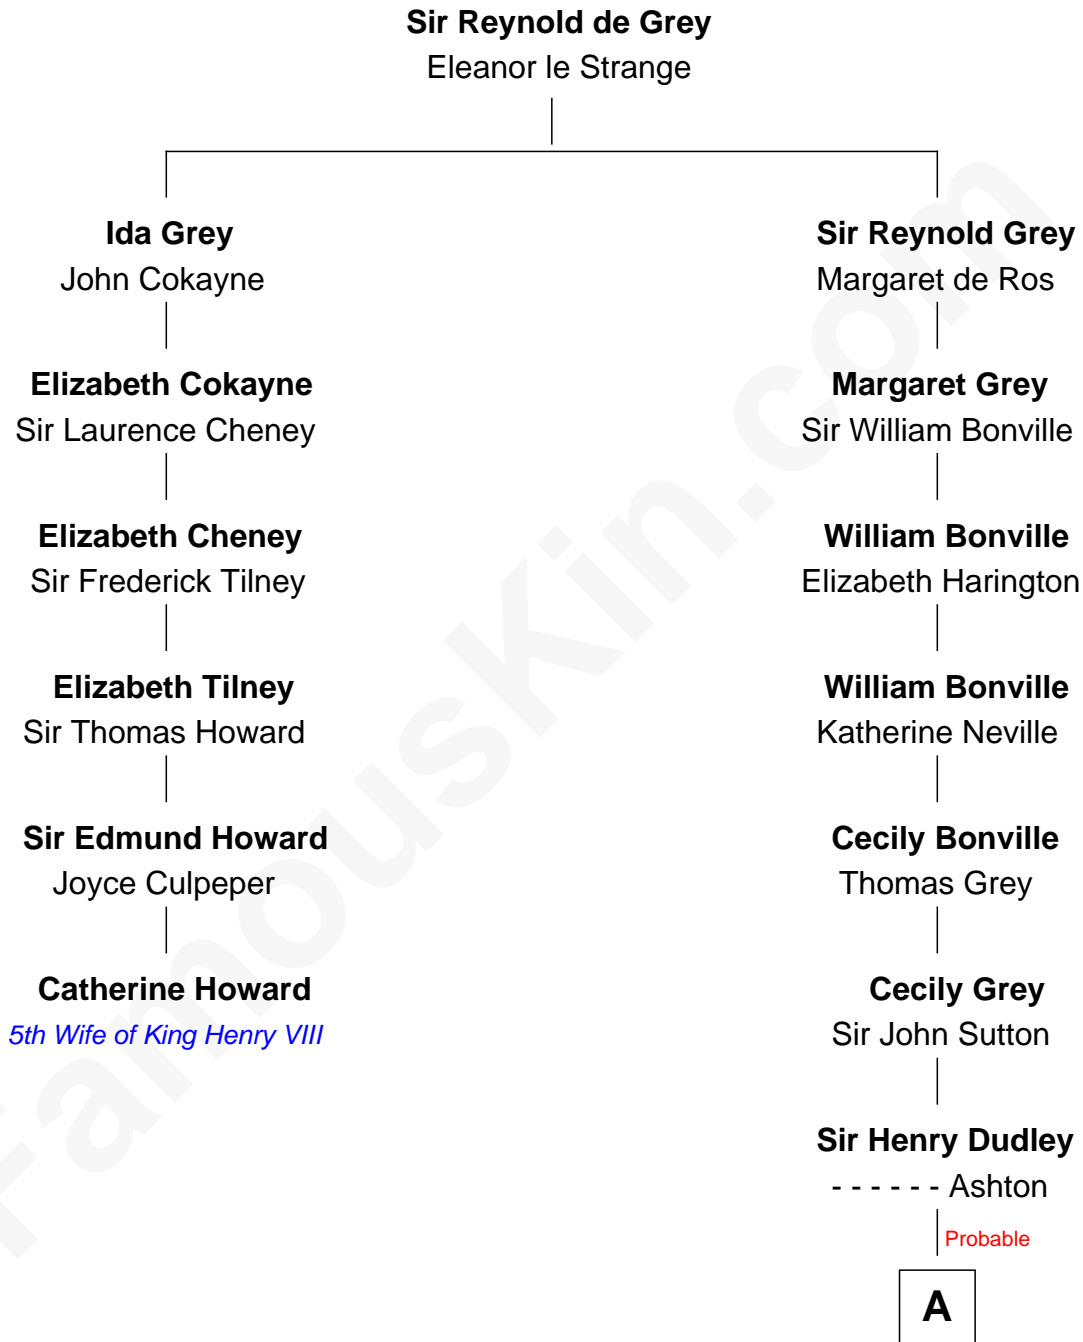 Sir Reynold de Grey
Eleanor le Strange
Ida Grey
John Cokayne
Sir Reynold Grey
Margaret de Ros
Elizabeth Cokayne
Sir Laurence Cheney
Margaret Grey
Sir William Bonville
Elizabeth Cheney
Sir Frederick Tilney
William Bonville
Elizabeth Harington
Elizabeth Tilney
Sir Thomas Howard
William Bonville
Katherine Neville
Sir Edmund Howard
Joyce Culpeper
Cecily Bonville
Thomas Grey
Catherine Howard
5th Wife of King Henry VIII
Cecily Grey
Sir John Sutton
Sir Henry Dudley
- - - - - - Ashton
Probable
A
FamousKin.com